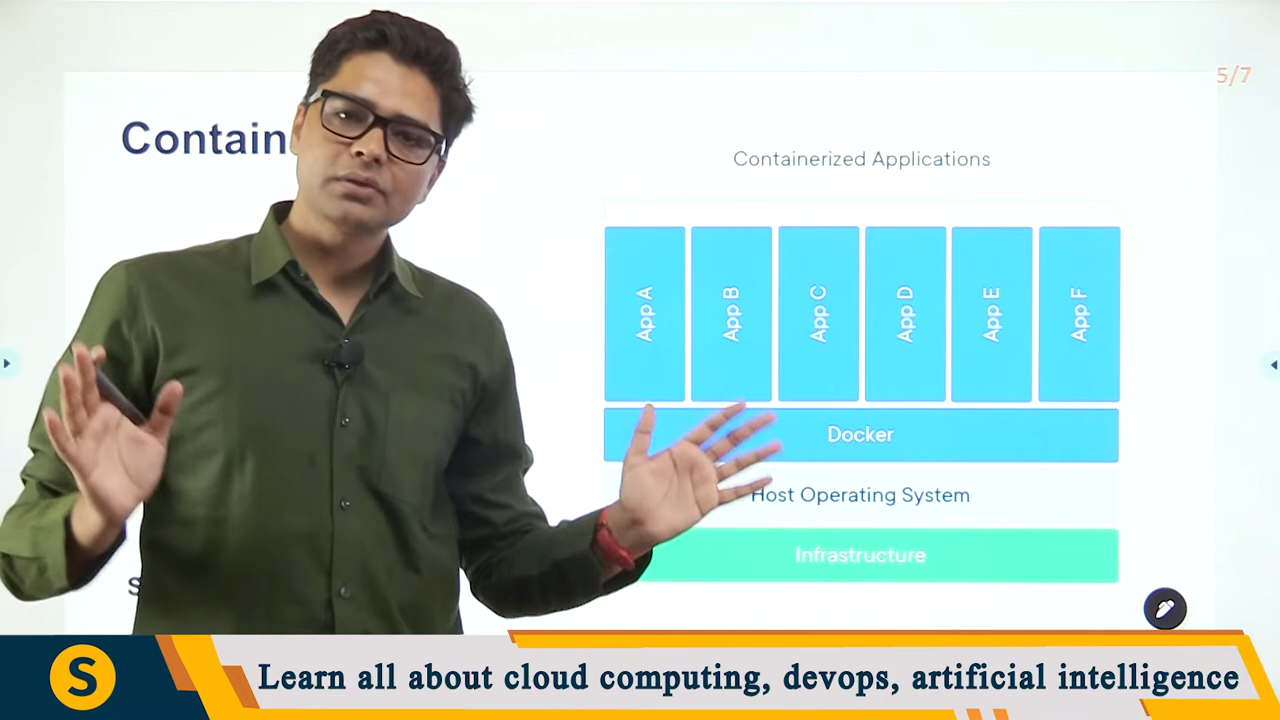 5/7
Contain
Containerized Applications
App A
App B
App C
App D
App E
App F
Docker
Host Operating System
Infrastructure
S
Learn all about cloud computing, devops, artificial intelligence